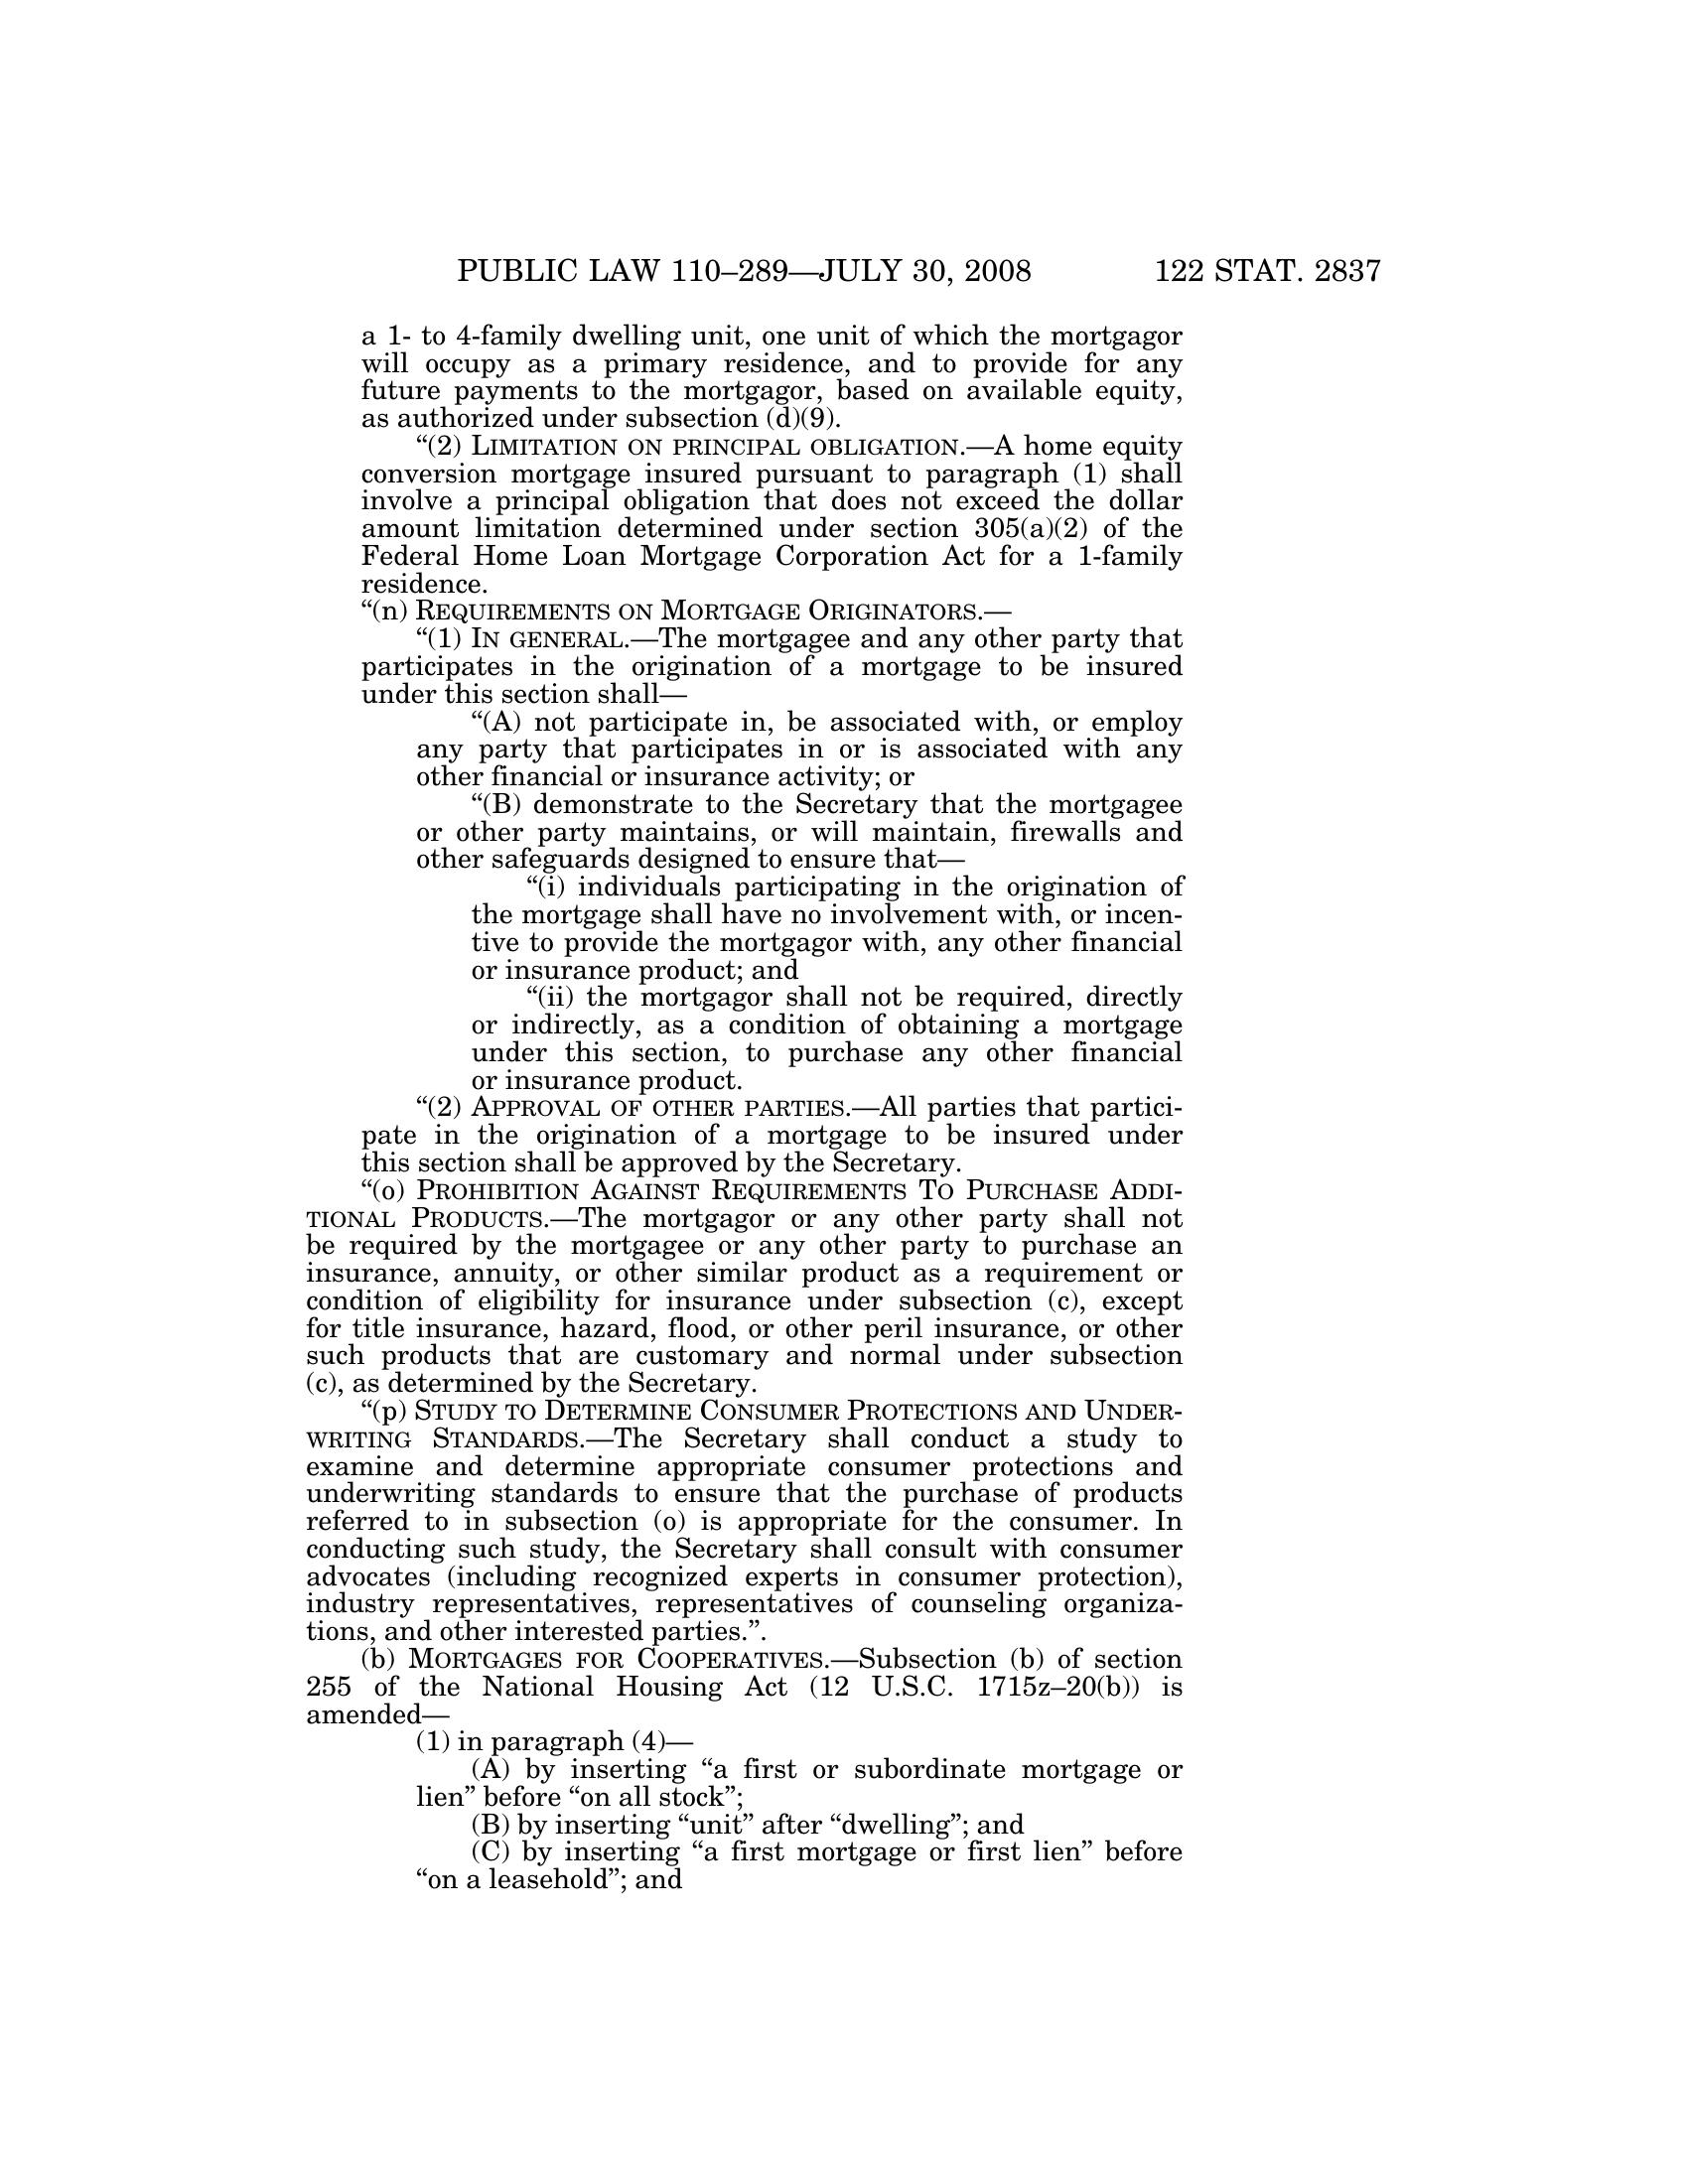 PUBLIC LAW 110–289—JULY 30, 2008 122 STAT. 2837
a 1- to 4-family dwelling unit, one unit of which the mortgagor
will occupy as a primary residence, and to provide for any
future payments to the mortgagor, based on available equity,
as authorized under subsection (d)(9).
“(2) LIMITATION ON PRINCIPAL OBLIGATION.—A home equity
conversion mortgage insured pursuant to paragraph (1) shall
involve a principal obligation that does not exceed the dollar
amount limitation determined under section 305(a)(2) of the
Federal Home Loan Mortgage Corporation Act for a 1-family
residence.
“(n) REQUIREMENTS ON MORTGAGE ORIGINATORS.—
“(1) IN GENERAL.—The mortgagee and any other party that
participates in the origination of a mortgage to be insured
under this section shall—
“(A) not participate in, be associated with, or employ
any party that participates in or is associated with any
other financial or insurance activity; or
“(B) demonstrate to the Secretary that the mortgagee
or other party maintains, or will maintain, firewalls and
other safeguards designed to ensure that—
“(i) individuals participating in the origination of
the mortgage shall have no involvement with, or incen-
tive to provide the mortgagor with, any other financial
or insurance product; and
“(ii) the mortgagor shall not be required, directly
or indirectly, as a condition of obtaining a mortgage
under this section, to purchase any other financial
or insurance product.
“(2) APPROVAL OF OTHER PARTIES.—All parties that partici-
pate in the origination of a mortgage to be insured under
this section shall be approved by the Secretary.
“(o) PROHIBITION AGAINST REQUIREMENTS TO PURCHASE ADDI-
TIONAL PRODUCTS.—The mortgagor or any other party shall not
be required by the mortgagee or any other party to purchase an
insurance, annuity, or other similar product as a requirement or
condition of eligibility for insurance under subsection (c), except
for title insurance, hazard, flood, or other peril insurance, or other
such products that are customary and normal under subsection
(c), as determined by the Secretary.
“(p) STUDY TO DETERMINE CONSUMER PROTECTIONS AND UNDER-
WRITING STANDARDS.—The Secretary shall conduct a study to
examine and determine appropriate consumer protections and
underwriting standards to ensure that the purchase of products
referred to in subsection (o) is appropriate for the consumer. In
conducting such study, the Secretary shall consult with consumer
advocates (including recognized experts in consumer protection),
industry representatives, representatives of counseling organiza-
tions, and other interested parties.”.
(b) MORTGAGES FOR COOPERATIVES.—Subsection (b) of section
255 of the National Housing Act (12 U.S.C. 1715z–20(b)) is
amended—
(1) in paragraph (4)—
(A) by inserting “a first or subordinate mortgage or
lien” before “on all stock”;
(B) by inserting “unit” after “dwelling”; and
(C) by inserting “a first mortgage or first lien” before
“on a leasehold”; and